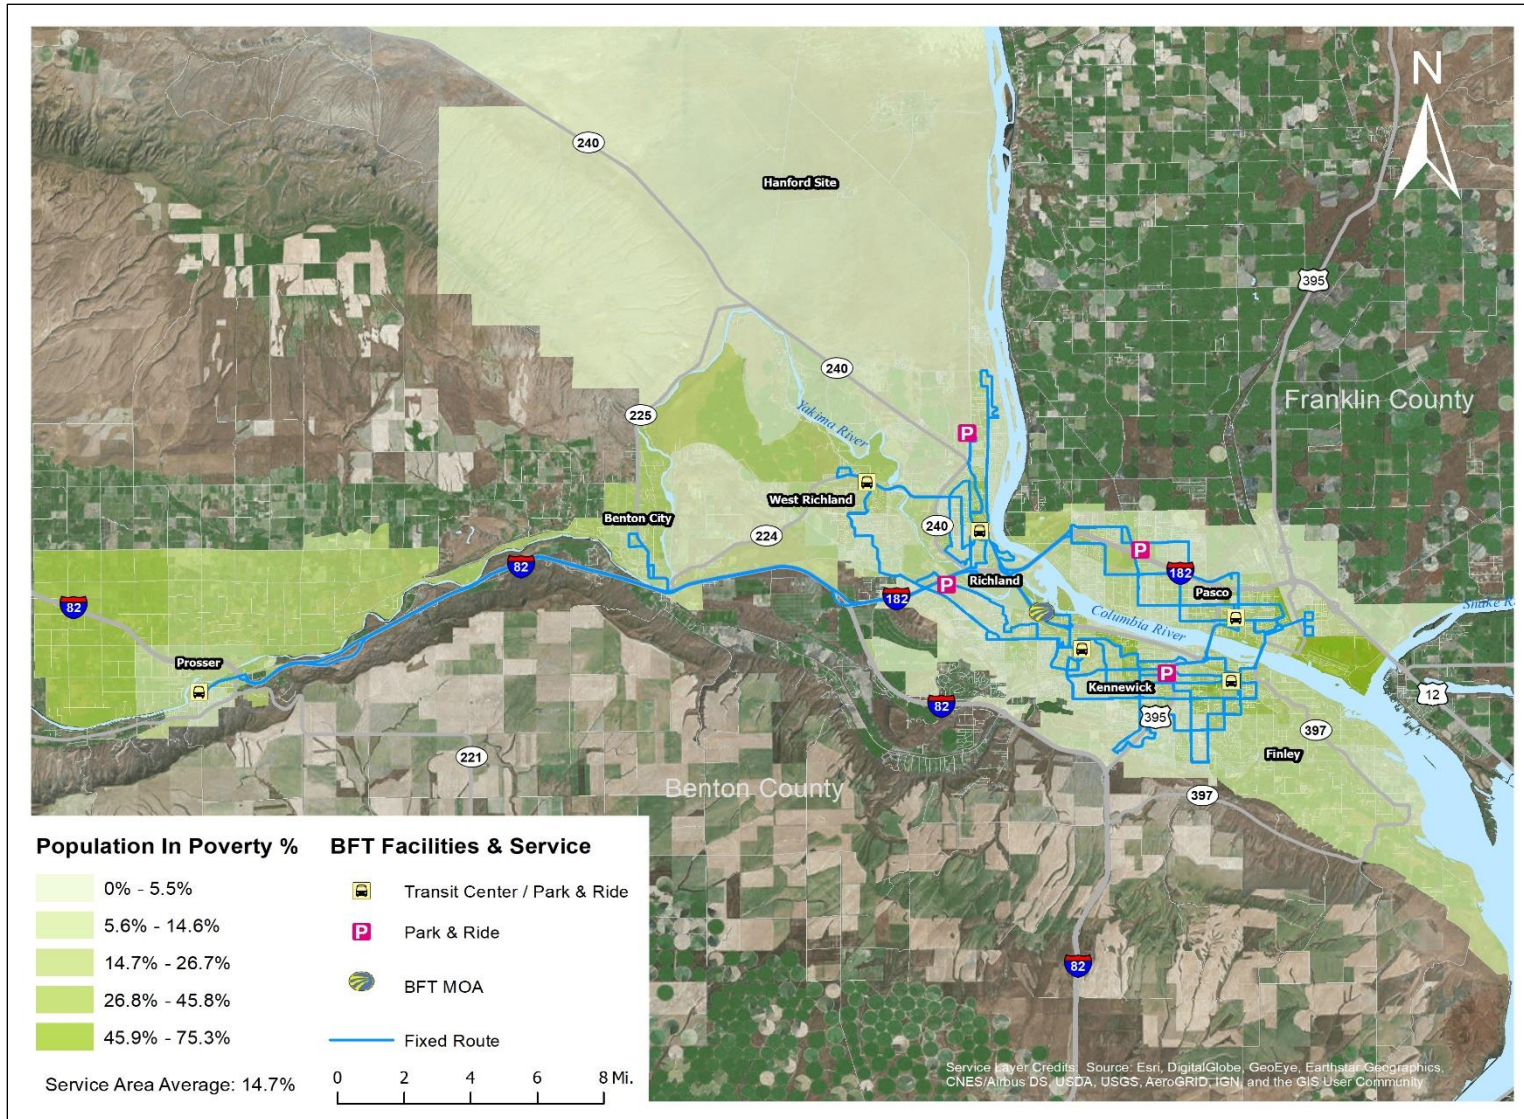 N
240
Hanford Site
395
240
225
Franklin County
Yakima River
West Richland
Benton City
240
224
82
182
Richland
182
Pasco
82
Columbia River
Snake
Prosser
Kennewick
82
12
395
397
Finley
221
Benton County
397
82
Population In Poverty %
0% - 5.5%
5.6% - 14.6%
14.7% - 26.7%
26.8% - 45.8%
45.9% - 75.3%
Service Area Average: 14.7%
BFT Facilities & Service
Transit Center / Park & Ride
P Park & Ride
BFT MOA
Fixed Route
0 2 4 6 8 Mi.
P
P
P
P
Service Layer Credits: Source: Esri, DigitalGlobe, GeoEye, Earthstar Geographics,
CNES/Airbus DS, USDA, USGS, AeroGRID, IGN, and the GIS User Community